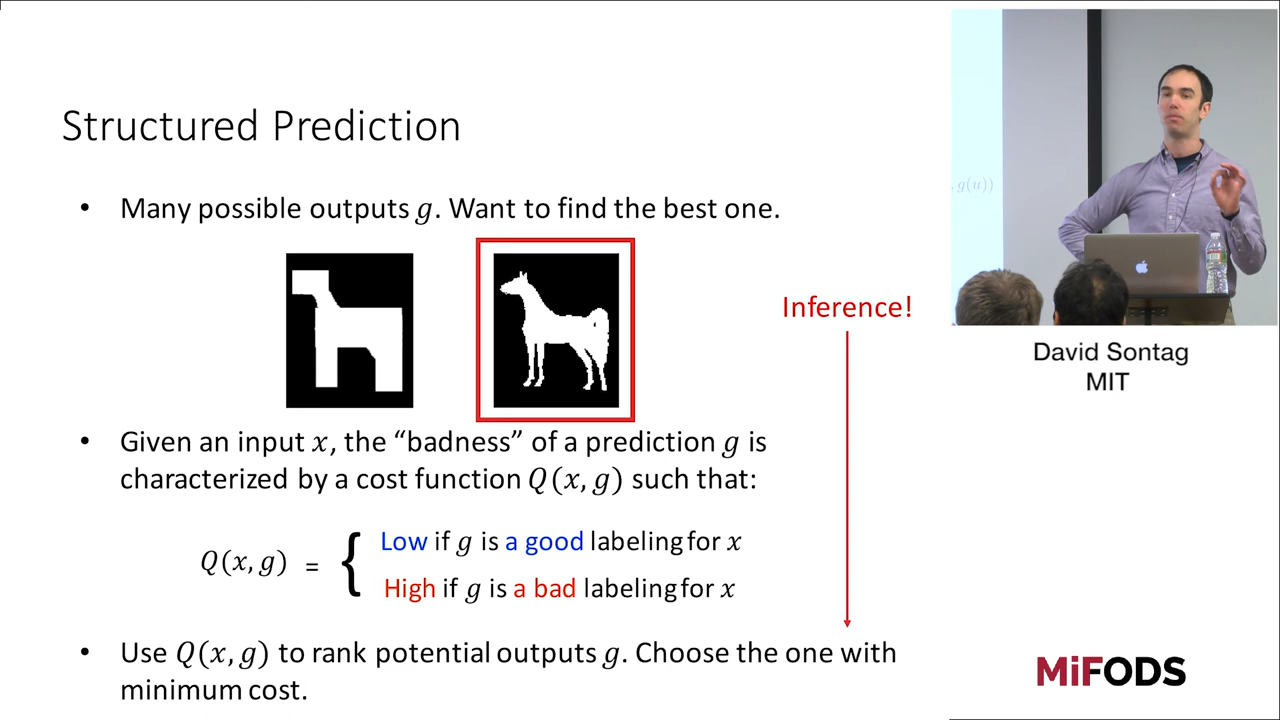 Structured Prediction
• Many possible outputs g. Want to find the best one.
Inference!
• Given an input x, the “badness” of a prediction g is
characterized by a cost function Q(x, g) such that:
Q(x, g) = {
Low if g is a good labeling for x
High if g is a bad labeling for x
• Use Q(x, g) to rank potential outputs g. Choose the one with
minimum cost.
, g(u))
David Sontag
MIT
MiFODS